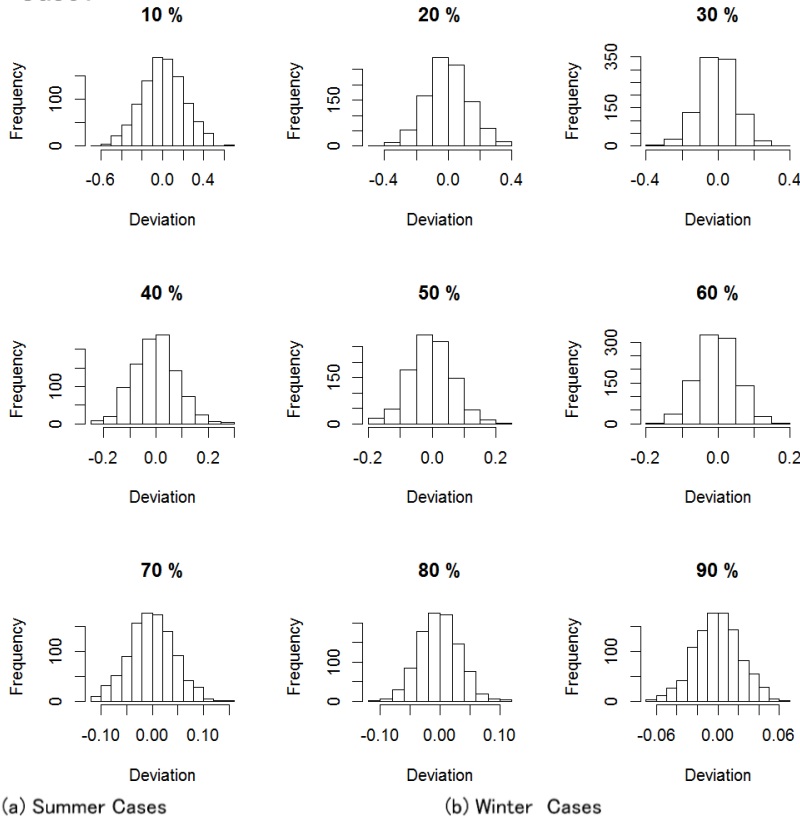 10 %
Frequency
100
0
-0.6 0.0 0.4
Deviation
20 %
Frequency
150
0
-0.4 0.0 0.4
Deviation
30 %
Frequency
350
150
0
-0.4 0.0 0.4
Deviation
40 %
Frequency
100
0
-0.2 0.0 0.2
Deviation
50 %
Frequency
150
0
-0.2 0.0 0.2
Deviation
60 %
Frequency
300
150
0
-0.2 0.0 0.2
Deviation
70 %
Frequency
100
0
-0.10 0.00 0.10
Deviation
80 %
Frequency
100
0
-0.10 0.00 0.10
Deviation
90 %
Frequency
100
0
-0.06 0.00 0.06
Deviation
(a) Summer Cases
(b) Winter Cases